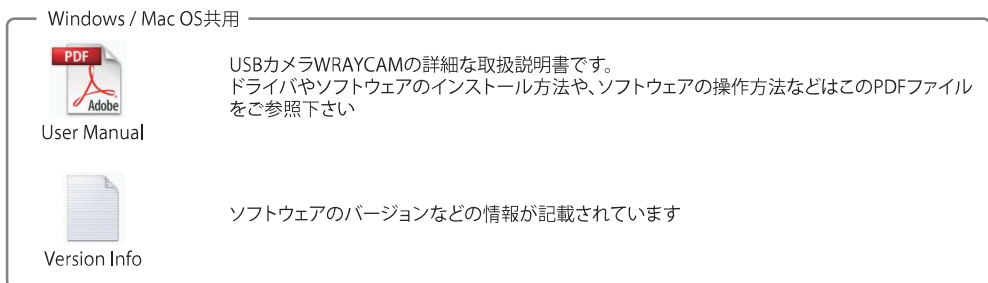 Windows / Mac OS共用
PDF
Adobe
User Manual
USBカメラWRAYCAMの詳細な取扱説明書です。
ドライバやソフトウェアのインストール方法や、ソフトウェアの操作方法などはこのPDFファイル
をご参照下さい
Version Info
ソフトウェアのバージョンなどの情報が記載されています